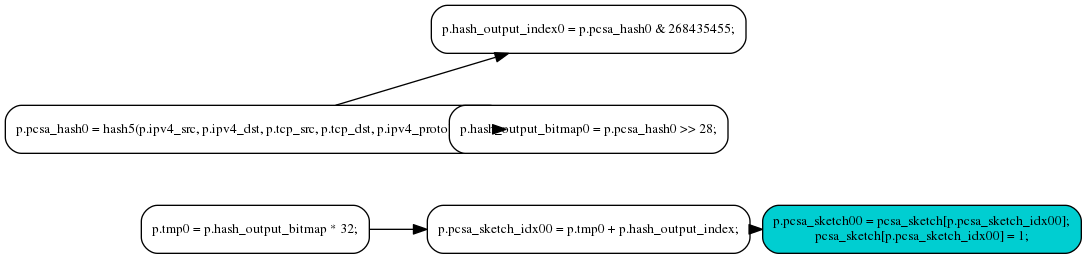 p.hash_output_index0 = p.pcsa_hash0 & 268435455;
p.pcsa_hash0 = hash5(p.ipv4_src, p.ipv4_dst, p.tcp_src, p.tcp_dst, p.ipv4_proto
p.hash_output_bitmap0 = p.pcsa_hash0 >> 28;
p.tmp0 = p.hash_output_bitmap * 32;
p.pcsa_sketch_idx00 = p.tmp0 + p.hash_output_index;
p.pcsa_sketch00 = pcsa_sketch[p.pcsa_sketch_idx00];
pcsa_sketch[p.pcsa_sketch_idx00] = 1;